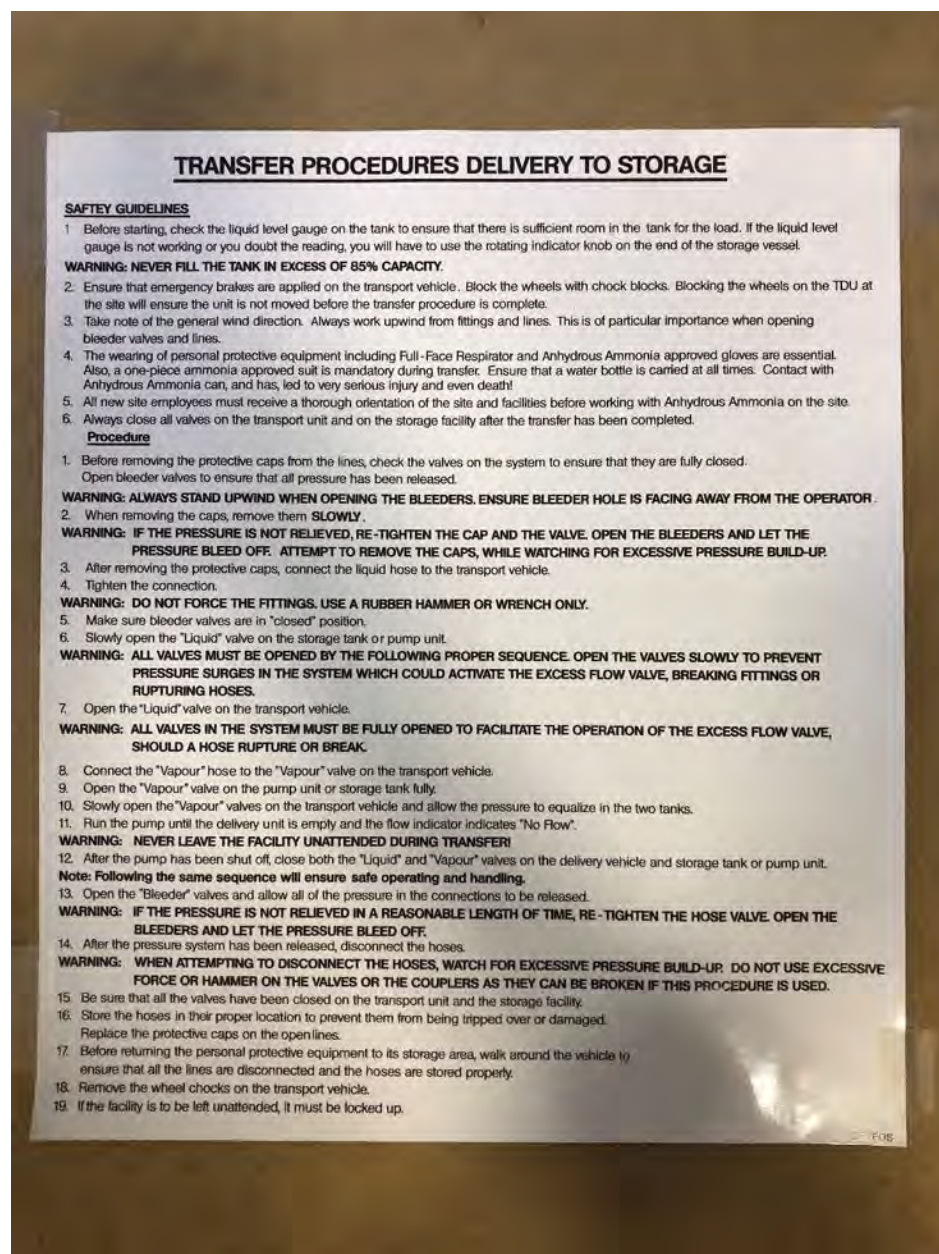 TRANSFER PROCEDURES DELIVERY TO STORAGE
SAFTEY GUIDELINES
1 Before starting, check the liquid level gauge on the tank to ensure that there is sufficient room in the tank for the load. If the liquid level
gauge is not working or you doubt the reading, you will have to use the rotating indicator knob on the end of the storage vessel.
WARNING: NEVER FILL THE TANK IN EXCESS OF 85% CAPACITY.
2. Ensure that emergency brakes are applied on the transport vehicle. Block the wheels with chock blocks. Blocking the wheels on the TDU at
the site will ensure the unit is not moved before the transfer procedure is complete.
3. Take note of the general wind direction. Always work upwind from fittings and lines. This is of particular importance when opening
bleeder valves and lines.
4. The wearing of personal protective equipment including Full-Face Respirator and Anhydrous Ammonia approved gloves are essential.
Also, a one-piece ammonia approved suit is mandatory during transfer. Ensure that a water bottle is carried at all times. Contact with
Anhydrous Ammonia can, and has, led to very serious injury and even death!
5. All new site employees must receive a thorough orientation of the site and facilities before working with Anhydrous Ammonia on the site.
6. Always close all valves on the transport unit and on the storage facility after the transfer has been completed.
Procedure
1. Before removing the protective caps from the lines, check the valves on the system to ensure that they are fully closed.
Open bleeder valves to ensure that all pressure has been released.
WARNING: ALWAYS STAND UPWIND WHEN OPENING THE BLEEDERS. ENSURE BLEEDER HOLE IS FACING AWAY FROM THE OPERATOR.
2. When removing the caps, remove them SLOWLY.
WARNING: IF THE PRESSURE IS NOT RELIEVED, RE-TIGHTEN THE CAP AND THE VALVE. OPEN THE BLEEDERS AND LET THE
PRESSURE BLEED OFF. ATTEMPT TO REMOVE THE CAPS, WHILE WATCHING FOR EXCESSIVE PRESSURE BUILD-UP.
3. After removing the protective caps, connect the liquid hose to the transport vehicle.
4. Tighten the connection.
WARNING: DO NOT FORCE THE FITTINGS. USE A RUBBER HAMMER OR WRENCH ONLY.
5. Make sure bleeder valves are in "closed" position.
6. Slowly open the "Liquid" valve on the storage tank or pump unit.
WARNING: ALL VALVES MUST BE OPENED BY THE FOLLOWING PROPER SEQUENCE. OPEN THE VALVES SLOWLY TO PREVENT
PRESSURE SURGES IN THE SYSTEM WHICH COULD ACTIVATE THE EXCESS FLOW VALVE, BREAKING FITTINGS OR
RUPTURING HOSES.
7. Open the "Liquid" valve on the transport vehicle.
WARNING: ALL VALVES IN THE SYSTEM MUST BE FULLY OPENED TO FACILITATE THE OPERATION OF THE EXCESS FLOW VALVE,
SHOULD A HOSE RUPTURE OR BREAK.
8. Connect the "Vapour" hose to the "Vapour" valve on the transport vehicle.
9. Open the "Vapour" valve on the pump unit or storage tank fully.
10. Slowly open the "Vapour" valves on the transport vehicle and allow the pressure to equalize in the two tanks.
11. Run the pump until the delivery unit is empty and the flow indicator indicates "No Flow".
WARNING: NEVER LEAVE THE FACILITY UNATTENDED DURING TRANSFER!
12. After the pump has been shut off, close both the "Liquid" and "Vapour" valves on the delivery vehicle and storage tank or pump unit.
Note: Following the same sequence will ensure safe operating and handling.
13. Open the "Bleeder" valves and allow all of the pressure in the connections to be released.
WARNING: IF THE PRESSURE IS NOT RELIEVED IN A REASONABLE LENGTH OF TIME, RE-TIGHTEN THE HOSE VALVE. OPEN THE
BLEEDERS AND LET THE PRESSURE BLEED OFF.
14. After the pressure system has been released, disconnect the hoses.
WARNING: WHEN ATTEMPTING TO DISCONNECT THE HOSES, WATCH FOR EXCESSIVE PRESSURE BUILD-UP. DO NOT USE EXCESSIVE
FORCE OR HAMMER ON THE VALVES OR THE COUPLERS AS THEY CAN BE BROKEN IF THIS PROCEDURE IS USED.
15. Be sure that all the valves have been closed on the transport unit and the storage facility.
16. Store the hoses in their proper location to prevent them from being tripped over or damaged.
Replace the protective caps on the open lines.
17. Before returning the personal protective equipment to its storage area, walk around the vehicle to
ensure that all the lines are disconnected and the hoses are stored properly.
18. Remove the wheel chocks on the transport vehicle.
19. If the facility is to be left unattended, it must be locked up.